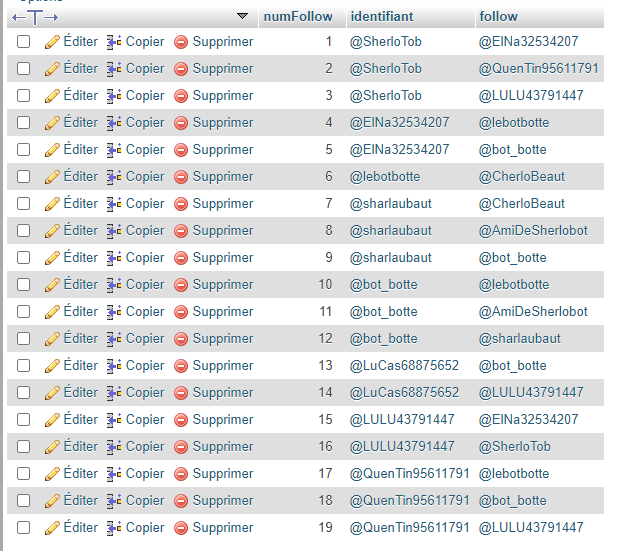 numFollow identifiant follow
Éditer Copier Supprimer 1 @SherloTob @ElNa32534207
Éditer Copier Supprimer 2 @SherloTob @QuenTin95611791
Éditer Copier Supprimer 3 @SherloTob @LULU43791447
Éditer Copier Supprimer 4 @ElNa32534207 @lebotbotte
Éditer Copier Supprimer 5 @ElNa32534207 @bot_botte
Éditer Copier Supprimer 6 @lebotbotte @CherloBeaut
Éditer Copier Supprimer 7 @sharlaubaut @CherloBeaut
Éditer Copier Supprimer 8 @sharlaubaut @AmiDeSherlobot
Éditer Copier Supprimer 9 @sharlaubaut @bot_botte
Éditer Copier Supprimer 10 @bot_botte @lebotbotte
Éditer Copier Supprimer 11 @bot_botte @AmiDeSherlobot
Éditer Copier Supprimer 12 @bot_botte @sharlaubaut
Éditer Copier Supprimer 13 @LuCas68875652 @bot_botte
Éditer Copier Supprimer 14 @LuCas68875652 @LULU43791447
Éditer Copier Supprimer 15 @LULU43791447 @ElNa32534207
Éditer Copier Supprimer 16 @LULU43791447 @SherloTob
Éditer Copier Supprimer 17 @QuenTin95611791 @lebotbotte
Éditer Copier Supprimer 18 @QuenTin95611791 @bot_botte
Éditer Copier Supprimer 19 @QuenTin95611791 @LULU43791447